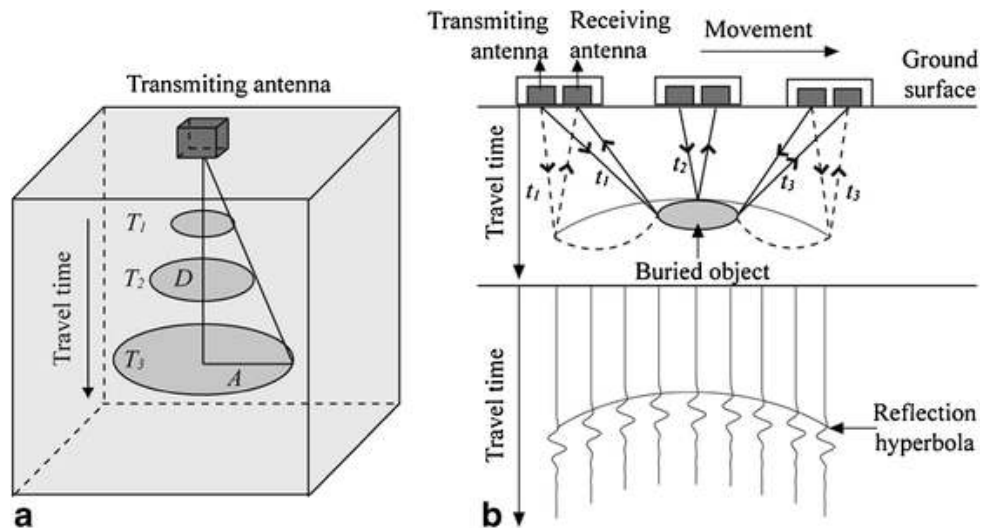 Transmiting antenna
T1
T2
D
T3
A
Travel time
a
Transmiting
antenna
Receiving
antenna
Movement
Ground
surface
Travel time
t1
t1
t2
t3
t3
Buried object
Travel time
Reflection
hyperbola
b